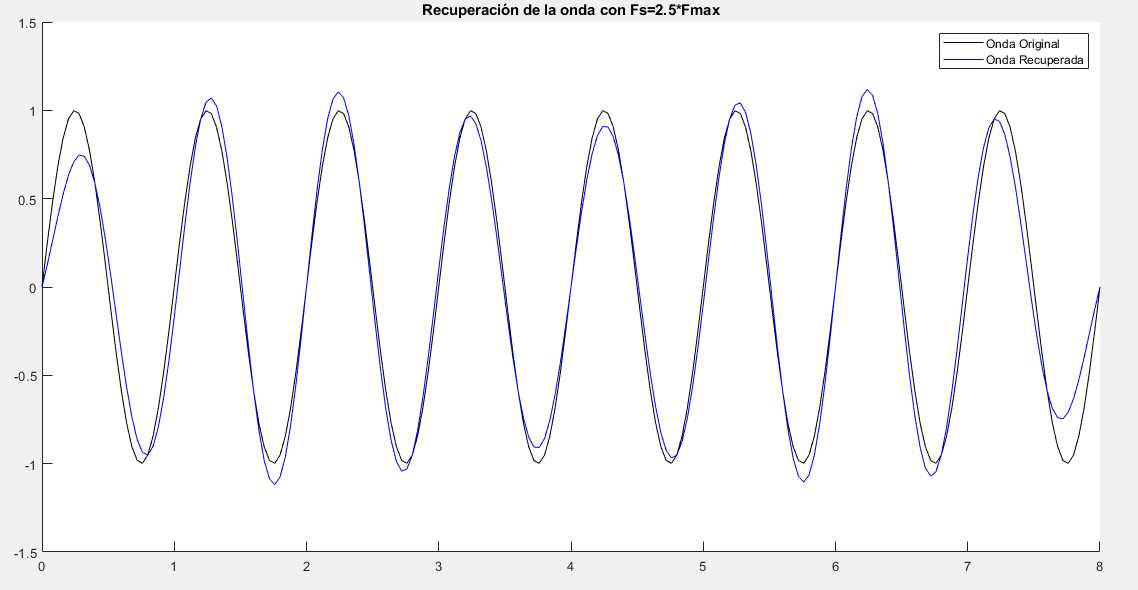 Recuperación de la onda con Fs=2.5*Fmax
Onda Original
Onda Recuperada
1.5
1
0.5
0
-0.5
-1
-1.5
0 1 2 3 4 5 6 7 8